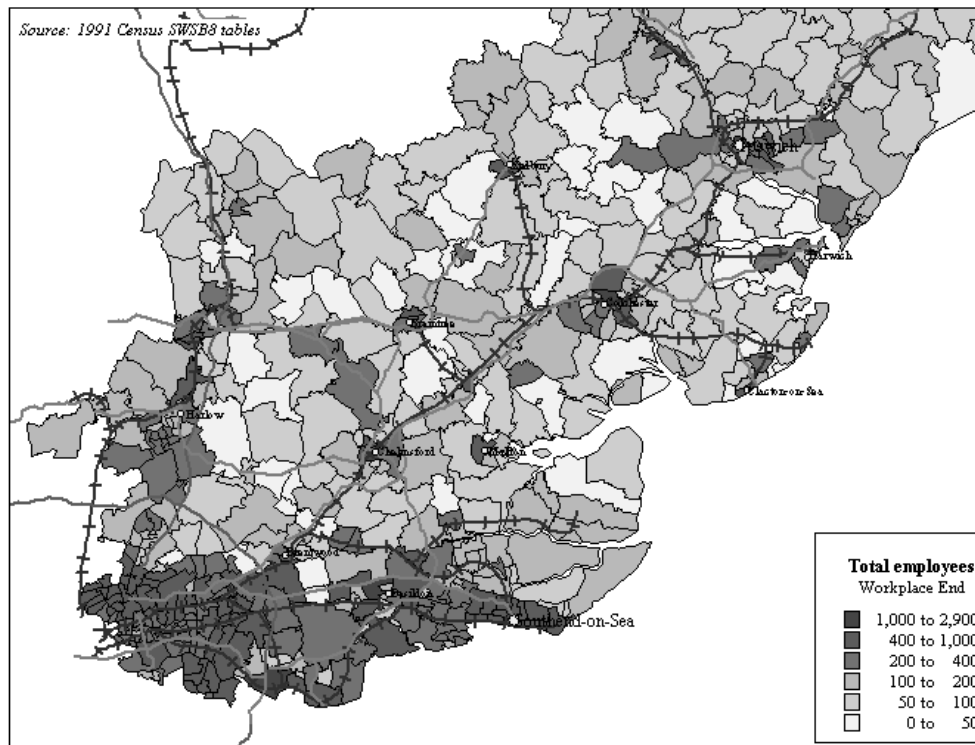 Source: 1991 Census SWSB8 tables
Ipswich
Sudbury
Harwich
Colchester
Braintree
Clacton-on-Sea
Harlow
Chelmsford
Maldon
Brentwood
Basildon
Southend-on-Sea
Total employees
Workplace End
1,000 to 2,900
400 to 1,000
200 to 400
100 to 200
50 to 100
0 to 50